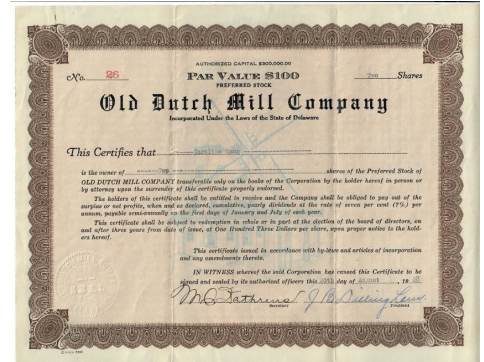 AUTHORIZED CAPITAL $300,000.00
No. 26
PAR VALUE $100
Two Shares
PREFERRED STOCK
Old Dutch Mill Company
Incorporated Under the Laws of the State of Delaware
This Certifies that
is the owner of Two shares of the Preferred Stock of
OLD DUTCH MILL COMPANY transferable only on the books of the Corporation by the holder hereof in person or
by attorney upon the surrender of this certificate properly endorsed.
The holders of this certificate shall be entitled to receive and the Company shall be obligated to pay out of the
surplus or net profits, when and as declared, cumulative, yearly dividends at the rate of seven per cent (7%) per
annum, payable semi-annually on the first days of January and July of each year.
This certificate shall be subject to redemption in whole or in part at the election of the board of directors, on
and after three years from date of issue, at One Hundred Three Dollars per share, upon proper notice to the hold-
ers hereof.
This certificate issued in accordance with by-laws and articles of incorporation
and any amendments thereto.
IN WITNESS whereof the said Corporation has caused this Certificate to be
signed and sealed by its authorized officers this day of August, 19
Secretary
President